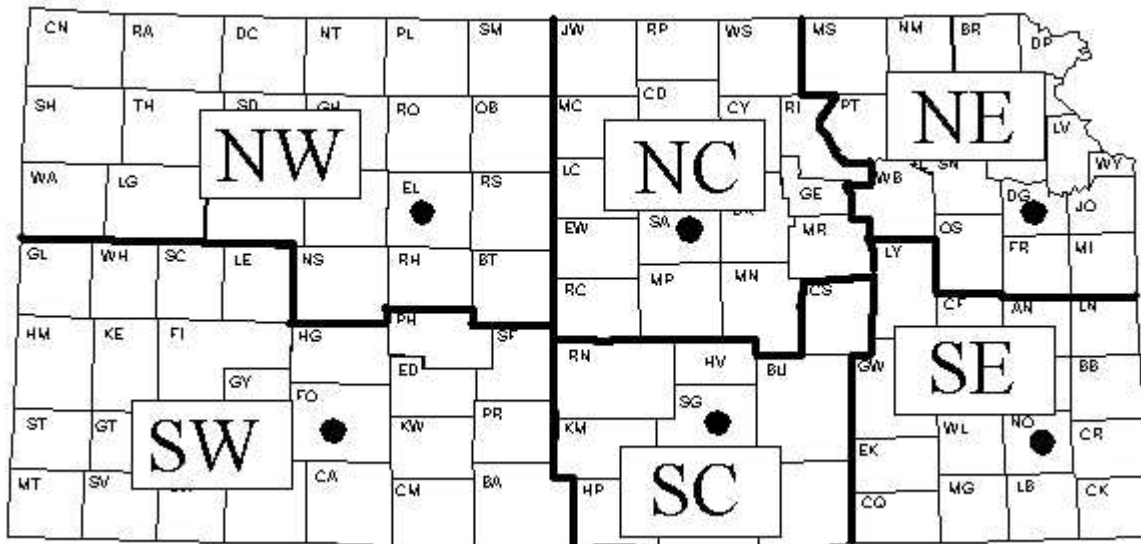 CN RA DC NT PL SM JW RP WS MS NM BR DP
SH TH SD GH RO OB MC CD CY RI PT
NW NC NE
LV
WA LG EL RS LC GE WB SN WY
SA DG JO
EW MR OS
GL WH SC LE NS RH BT LY FR MI
RC MP MN CS
CF AN LN
HM KE FI HG PH SF
RN HV BU GW SE BB
GY ED
FO SG
ST GT SW KW PR KM WL NO CR
SC EK
MT SV CA CM BA HP MG LB CK
CQ